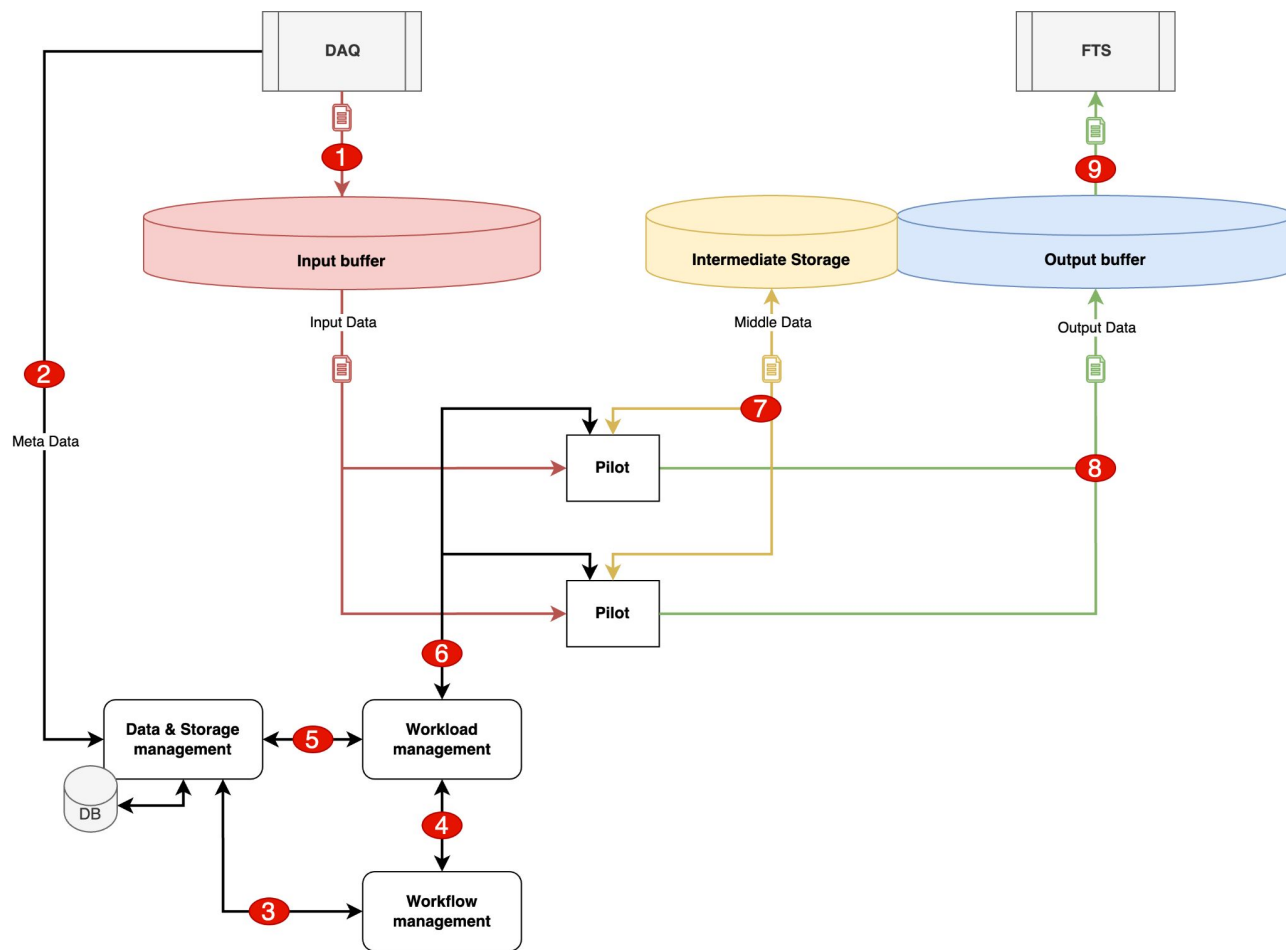 DAQ
FTS
1
9
Input buffer
Intermediate Storage
Output buffer
Input Data
Middle Data
Output Data
2
7
Meta Data
Pilot
8
Pilot
6
Data & Storage
management
5
Workload
management
DB
4
3
Workflow
management